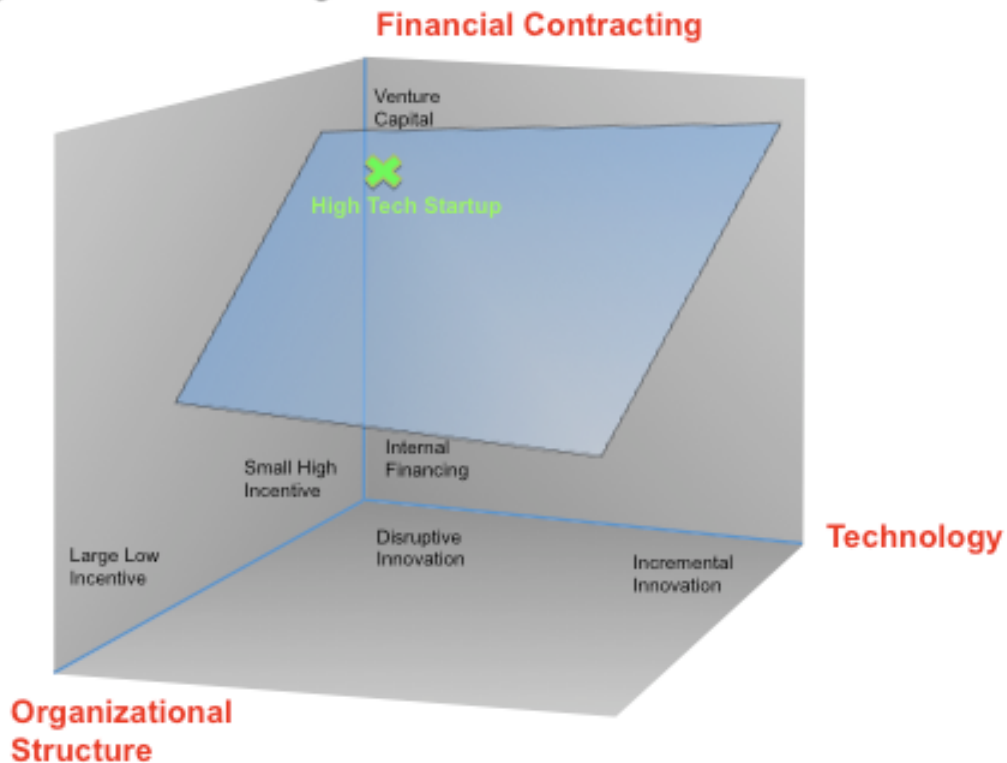 Financial Contracting
Venture
Capital
High Tech Startup
Internal
Financing
Small High
Incentive
Disruptive
Innovation
Technology
Large Low
Incentive
Incremental
Innovation
Organizational
Structure